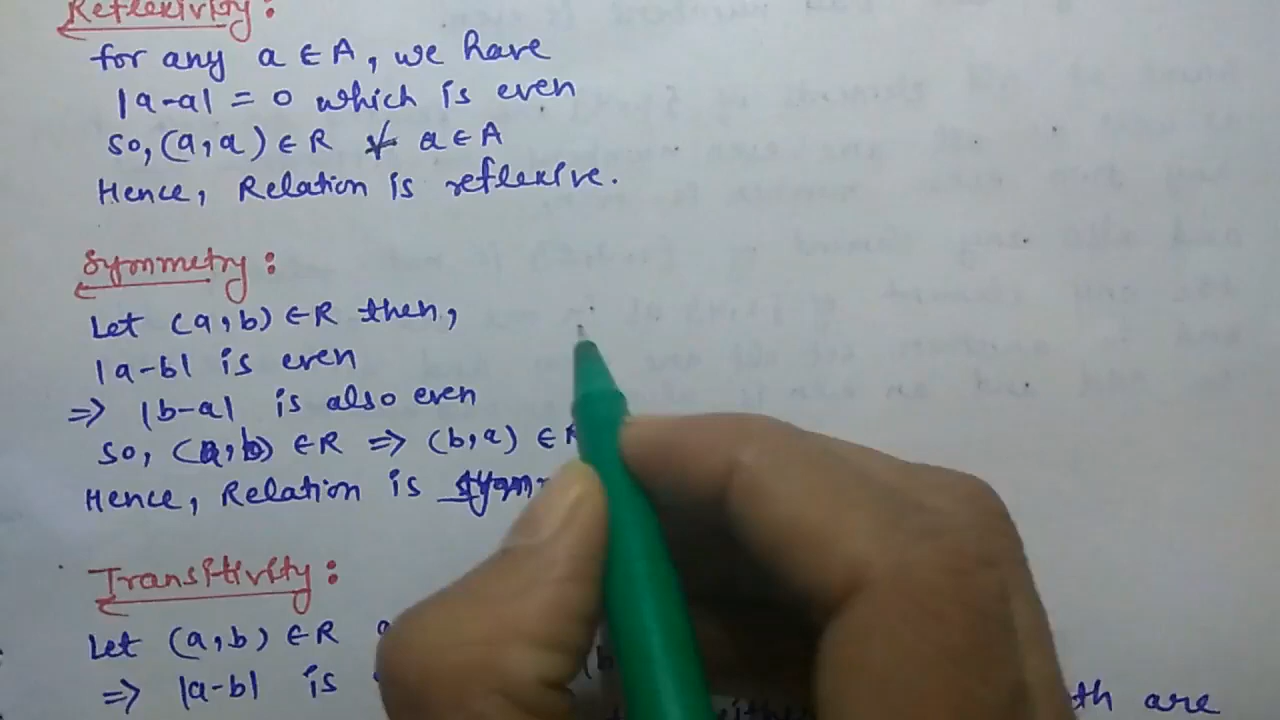 Reflexivity:
for any a ∈ A, we have
|a-a| = 0 which is even
So, (a,a) ∈ R ∀ a ∈ A
Hence, Relation is reflexive.
Symmetry:
Let (a,b) ∈ R then,
|a-b| is even
⇒ |b-a| is also even
So, (a,b) ∈ R ⇒ (b,a) ∈ R
Hence, Relation is
Transitivity:
Let (a,b) ∈ R
⇒ |a-b| is are